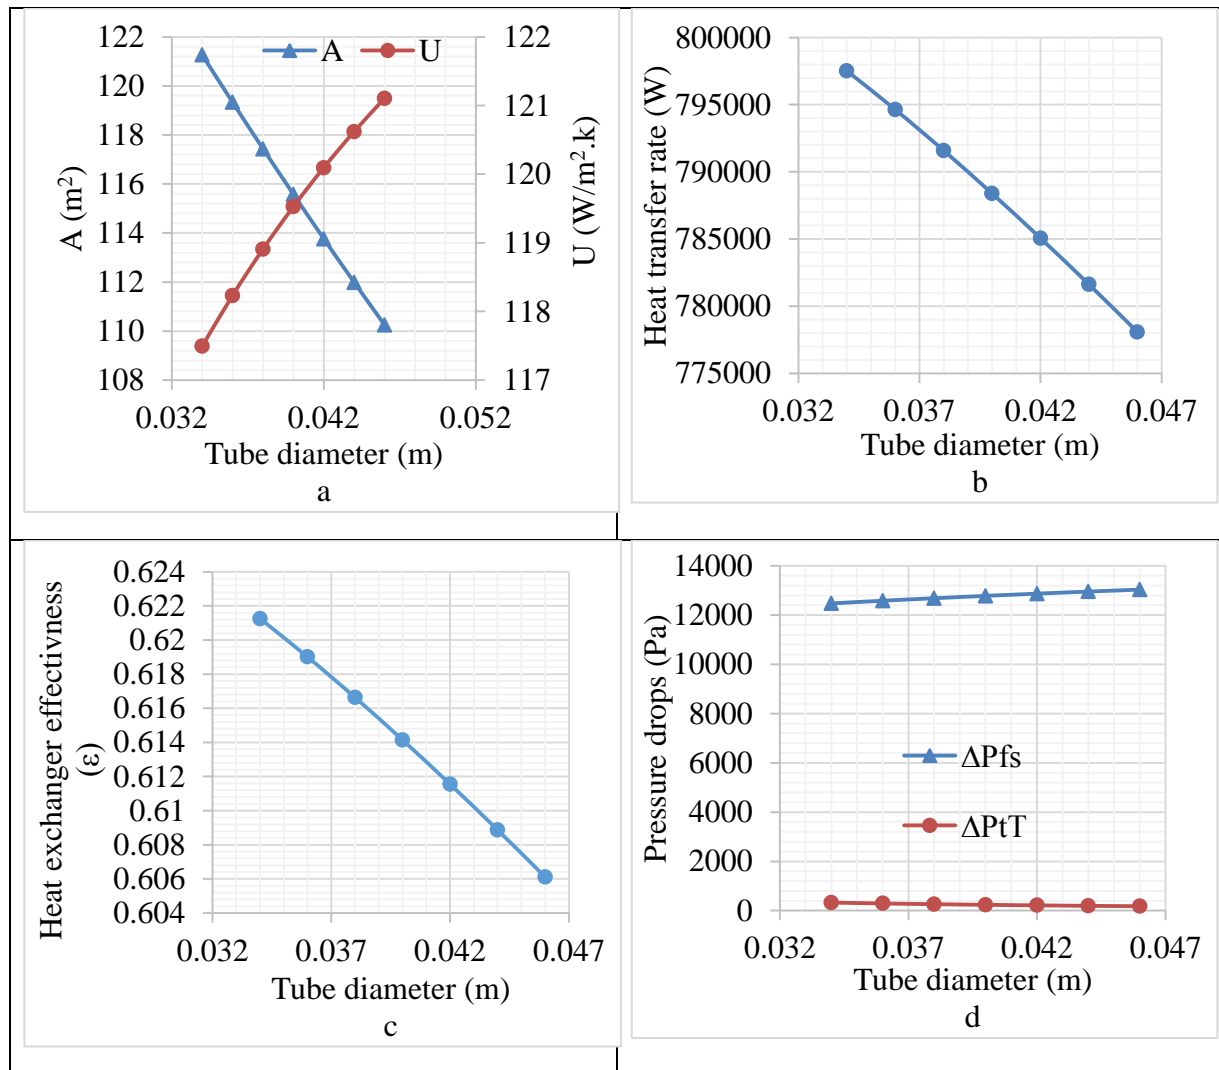 A U
A (m²)
122
120
118
116
114
112
110
108
122
121
120
119
118
117
U (W/m².k)
0.032 0.042 0.052
Tube diameter (m)
a
Heat transfer rate (W)
800000
795000
790000
785000
780000
775000
0.032 0.037 0.042 0.047
Tube diameter (m)
b
Heat exchanger effectivness
(ε)
0.624
0.622
0.62
0.618
0.616
0.614
0.612
0.61
0.608
0.606
0.604
0.032 0.037 0.042 0.047
Tube diameter (m)
c
Pressure drops (Pa)
14000
12000
10000
8000
6000
4000
2000
0
ΔPfs
ΔPtT
0.032 0.037 0.042 0.047
Tube diameter (m)
d